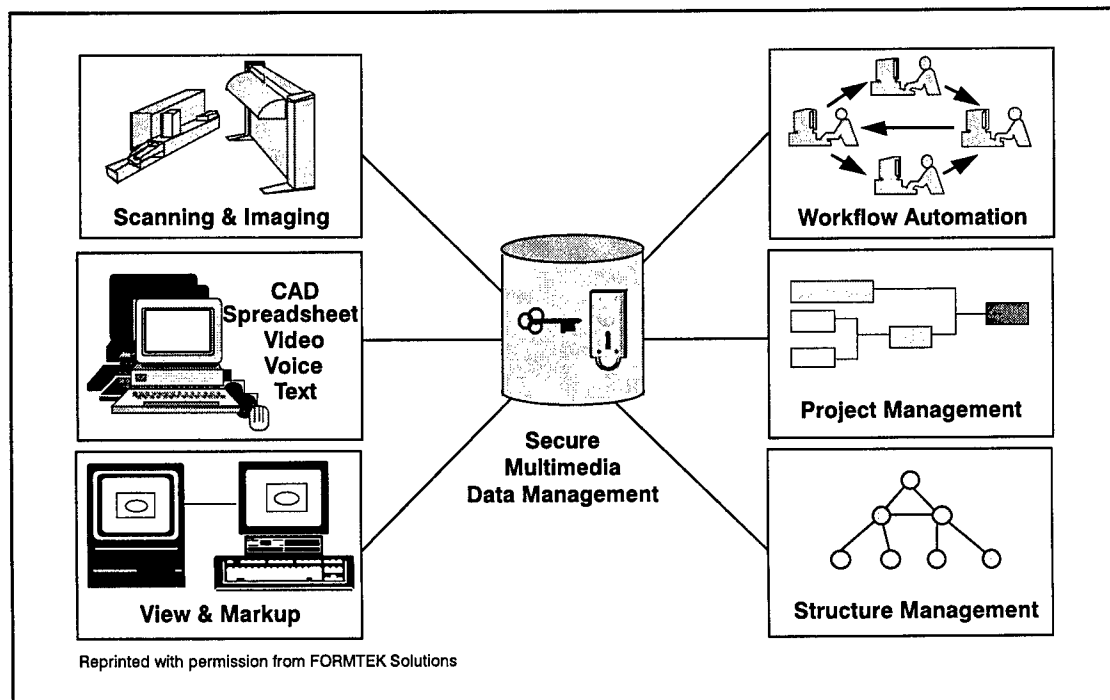 Scanning & Imaging
CAD
Spreadsheet
Video
Voice
Text
View & Markup
Secure
Multimedia
Data Management
Workflow Automation
Project Management
Structure Management
Reprinted with permission from FORMTEK Solutions